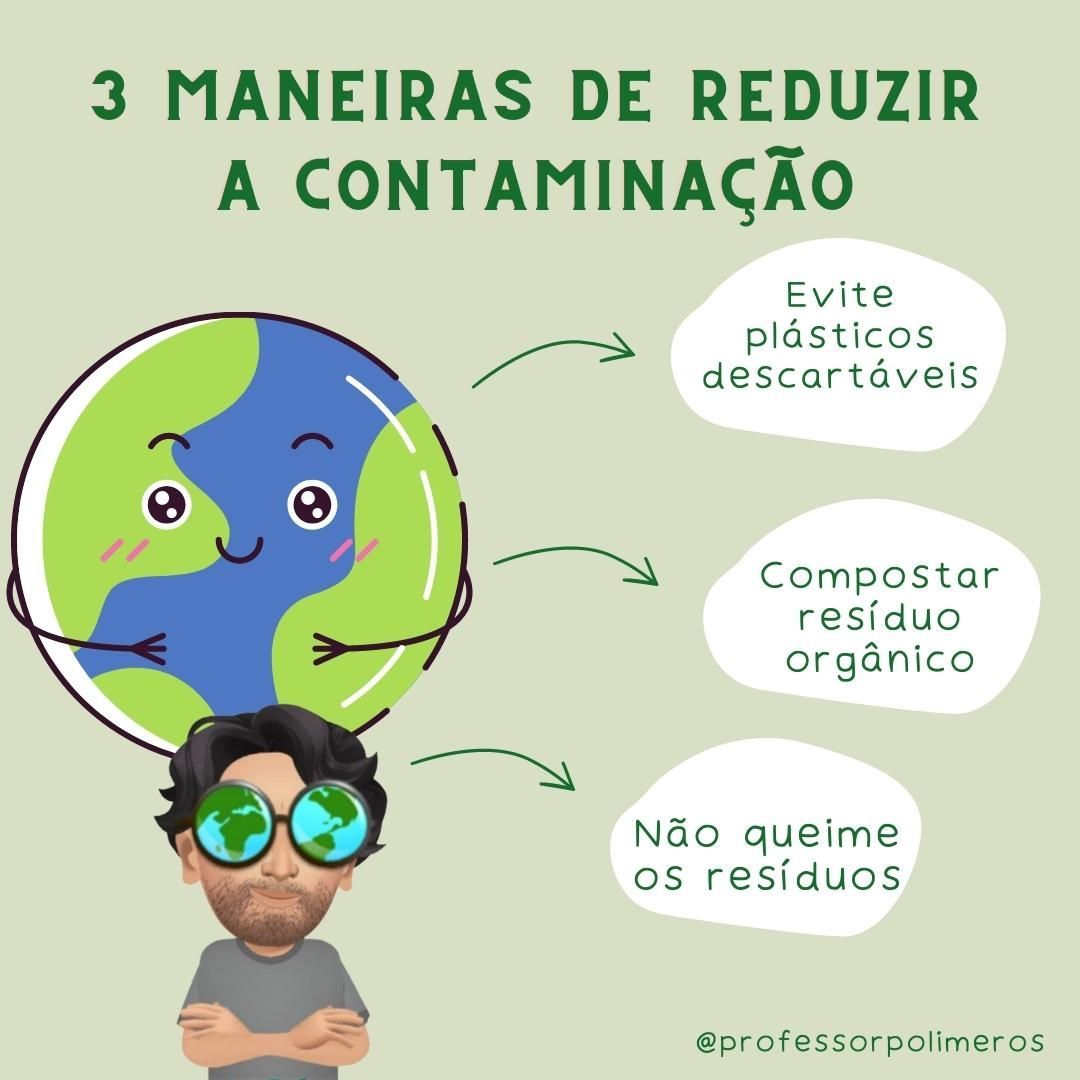 3 MANEIRAS DE REDUZIR
A CONTAMINAÇÃO
Evite
plásticos
descartáveis
Compostar
resíduo
orgânico
Não queime
os resíduos
@professorpolimeros